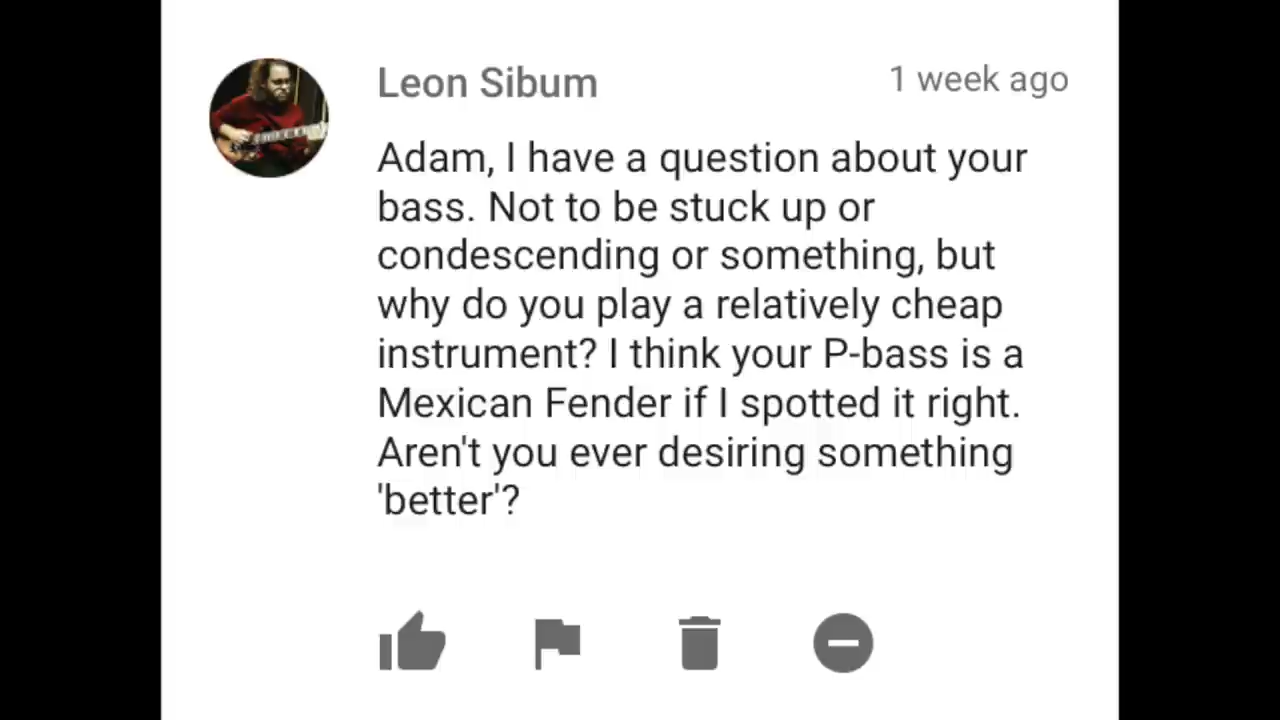 Leon Sibum
1 week ago
Adam, I have a question about your
bass. Not to be stuck up or
condescending or something, but
why do you play a relatively cheap
instrument? I think your P-bass is a
Mexican Fender if I spotted it right.
Aren't you ever desiring something
'better'?